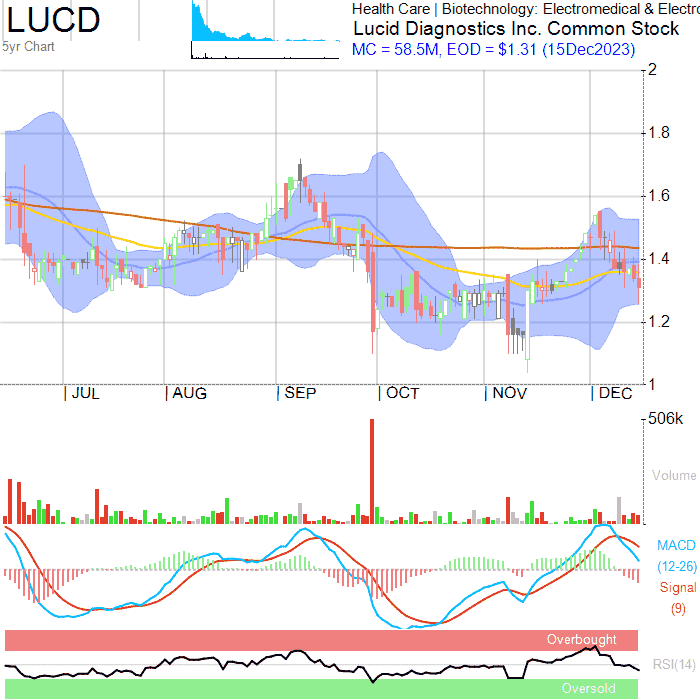 LUCD
Health Care | Biotechnology: Electromedical & Electro
Lucid Diagnostics Inc. Common Stock
5yr Chart
MC = 58.5M, EOD = $1.31 (15Dec2023)
2
1.8
1.6
1.4
1.2
1
JUL AUG SEP OCT NOV DEC
506k
Volume
MACD
(12-26)
Signal
(9)
Overbought
RSI(14)
Oversold